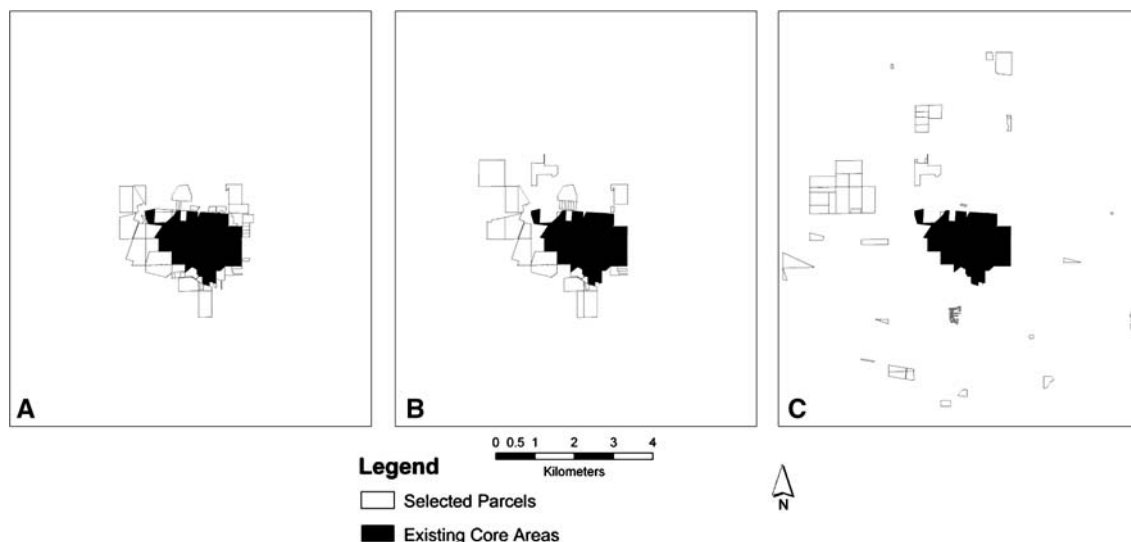 A
B
C
0 0.5 1 2 3 4
Kilometers
Legend
Selected Parcels
Existing Core Areas
N